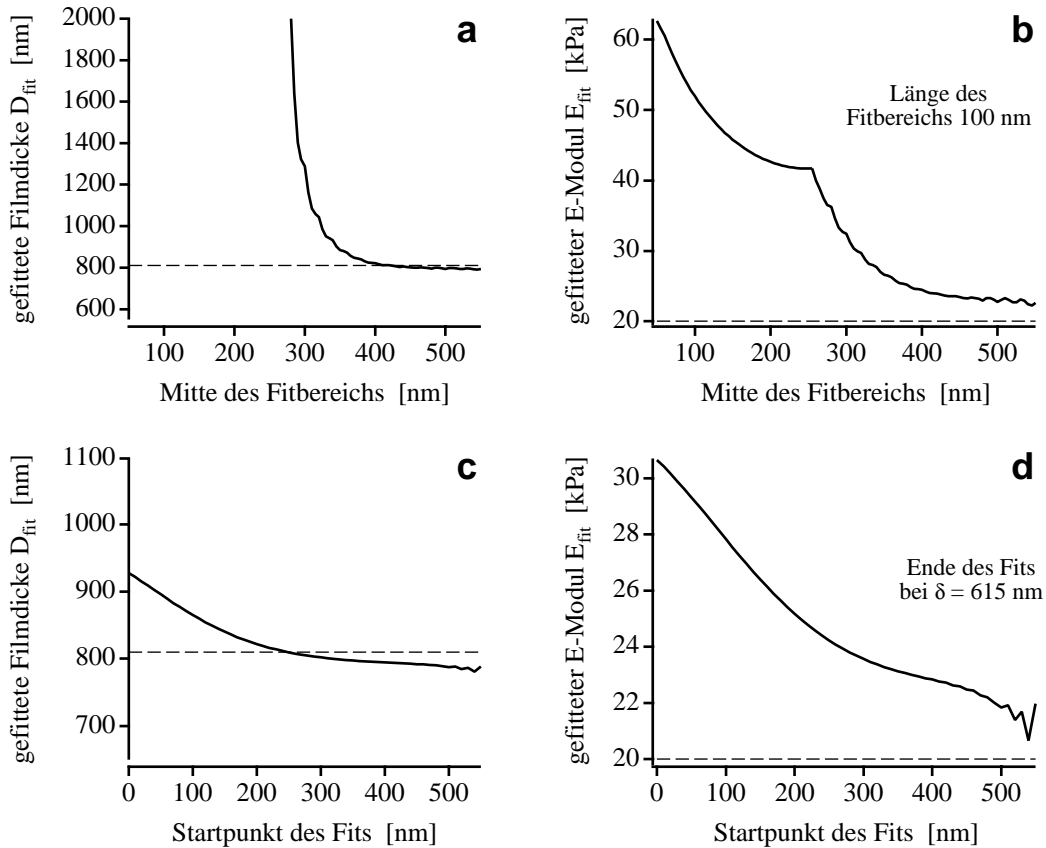 a
gefittete Filmdicke D_fit [nm]
2000
1800
1600
1400
1200
1000
800
600
100 200 300 400 500
Mitte des Fitbereichs [nm]
b
gefitteter E-Modul E_fit [kPa]
60
50
40
30
20
Länge des
Fitbereichs 100 nm
100 200 300 400 500
Mitte des Fitbereichs [nm]
c
gefittete Filmdicke D_fit [nm]
1100
1000
900
800
700
0 100 200 300 400 500
Startpunkt des Fits [nm]
d
gefitteter E-Modul E_fit [kPa]
30
28
26
24
22
20
Ende des Fits
bei δ = 615 nm
0 100 200 300 400 500
Startpunkt des Fits [nm]